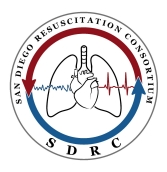 SAN DIEGO RESUSCITATION CONSORTIUM
SDRC